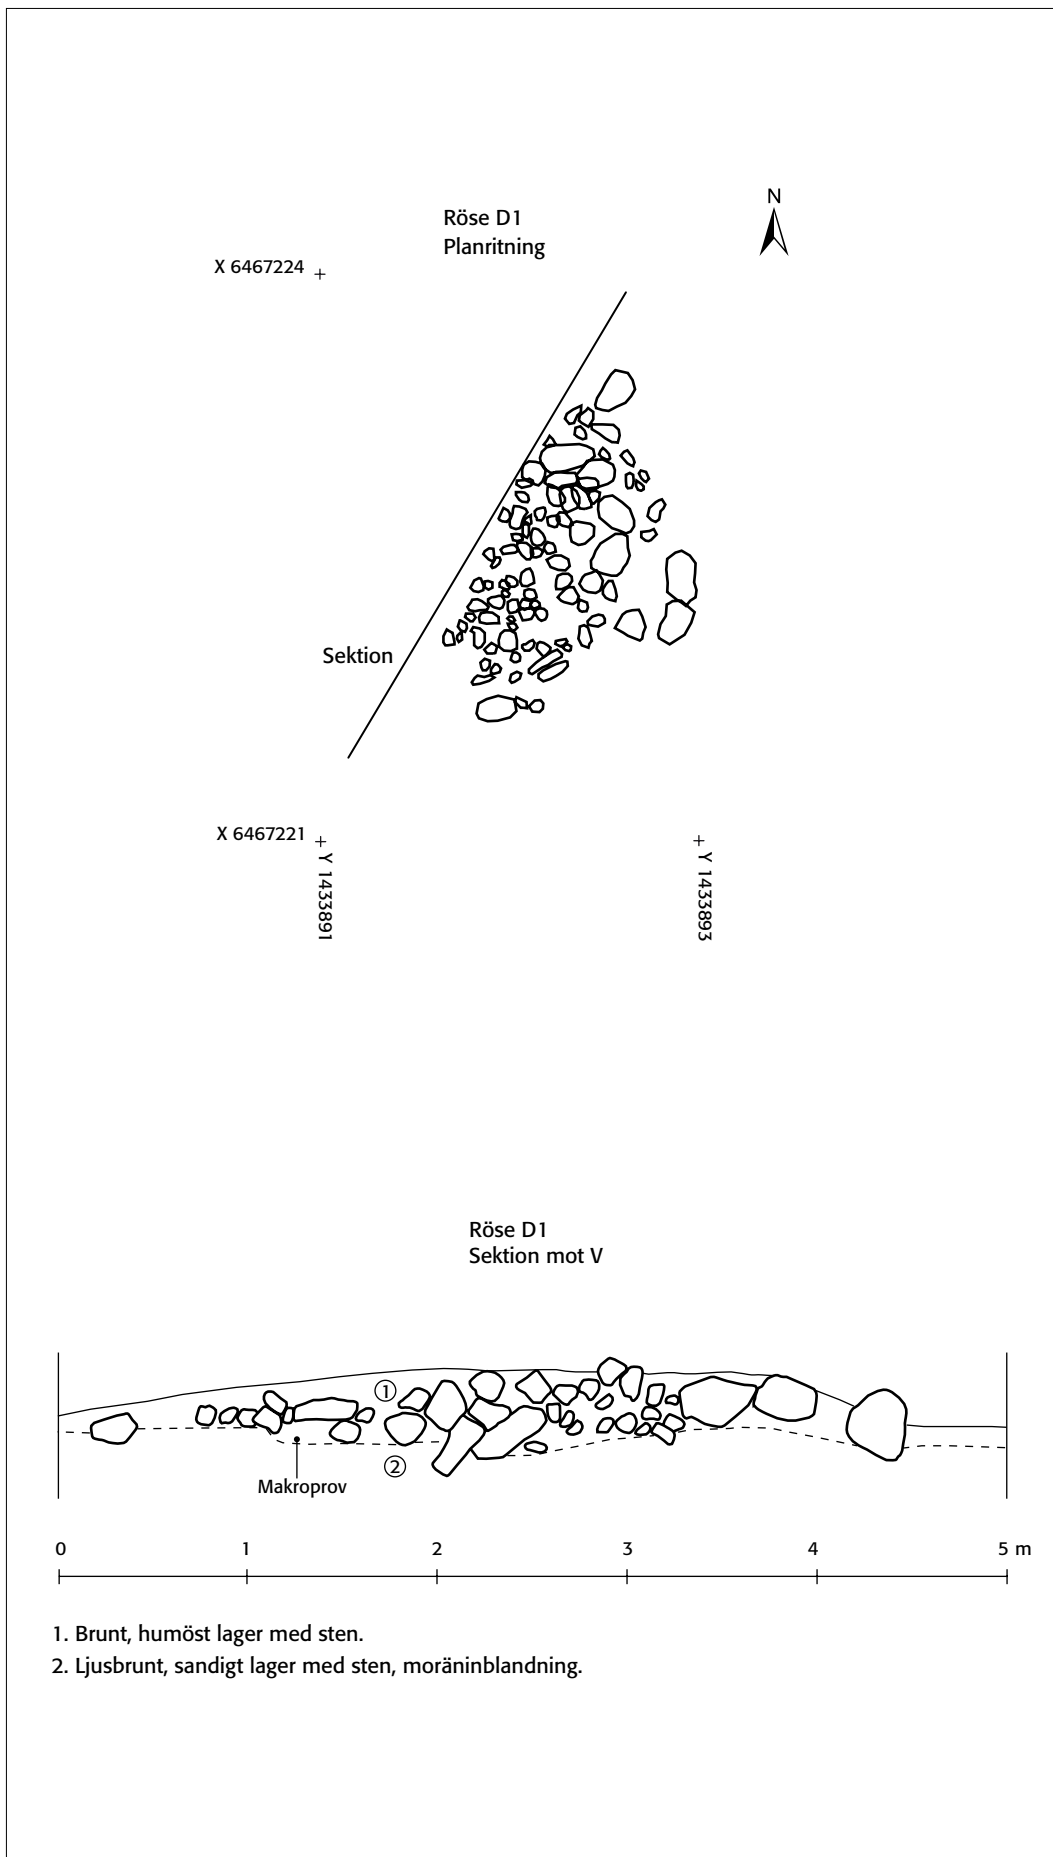 N
Röse D1
Planritning
X 6467224
Sektion
X 6467221
Y 1433891
Y 1433893
Röse D1
Sektion mot V
1
2
Makroprov
0 1 2 3 4 5 m
1. Brunt, humöst lager med sten.
2. Ljusbrunt, sandigt lager med sten, moräninblandning.